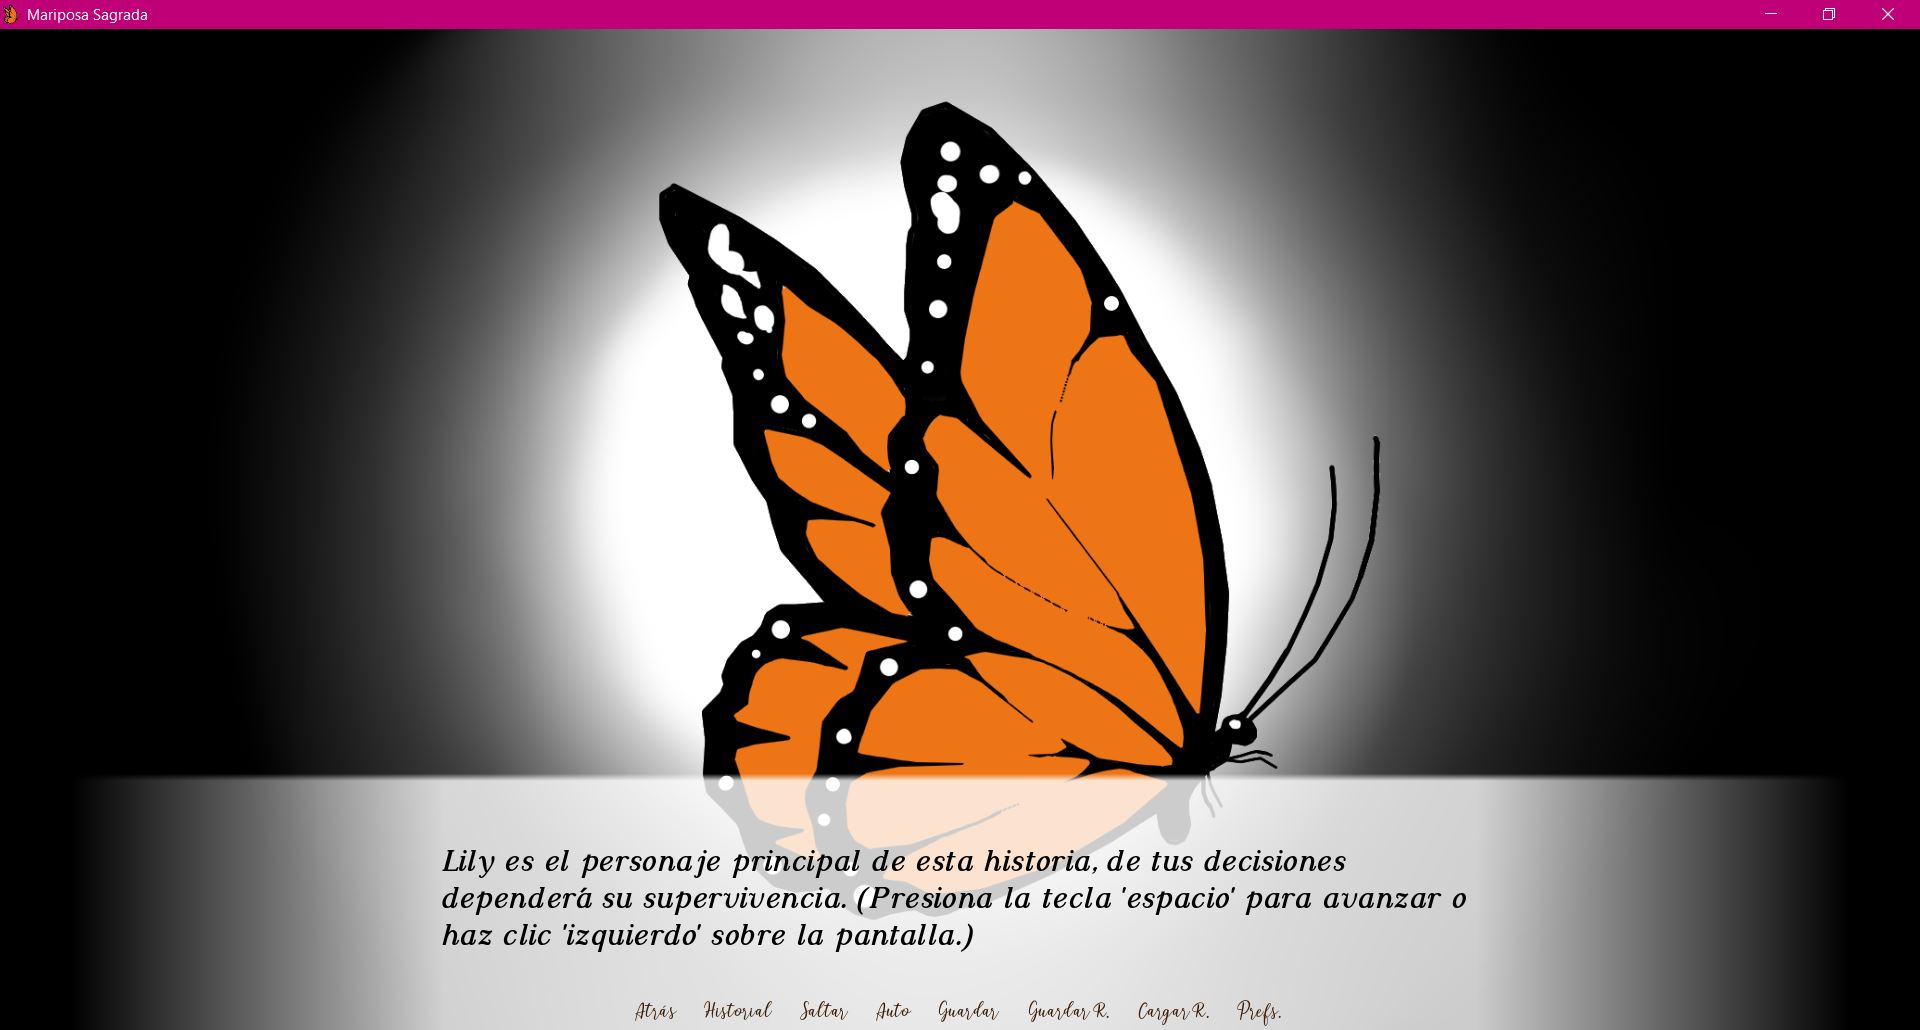 Mariposa Sagrada
Lily es el personaje principal de esta historia, de tus decisiones
dependerá su supervivencia. (Presiona la tecla 'espacio' para avanzar o
haz clic 'izquierdo' sobre la pantalla.)
Atrás Historial Saltar Auto Guardar Guardar R. Cargar R. Prefs.